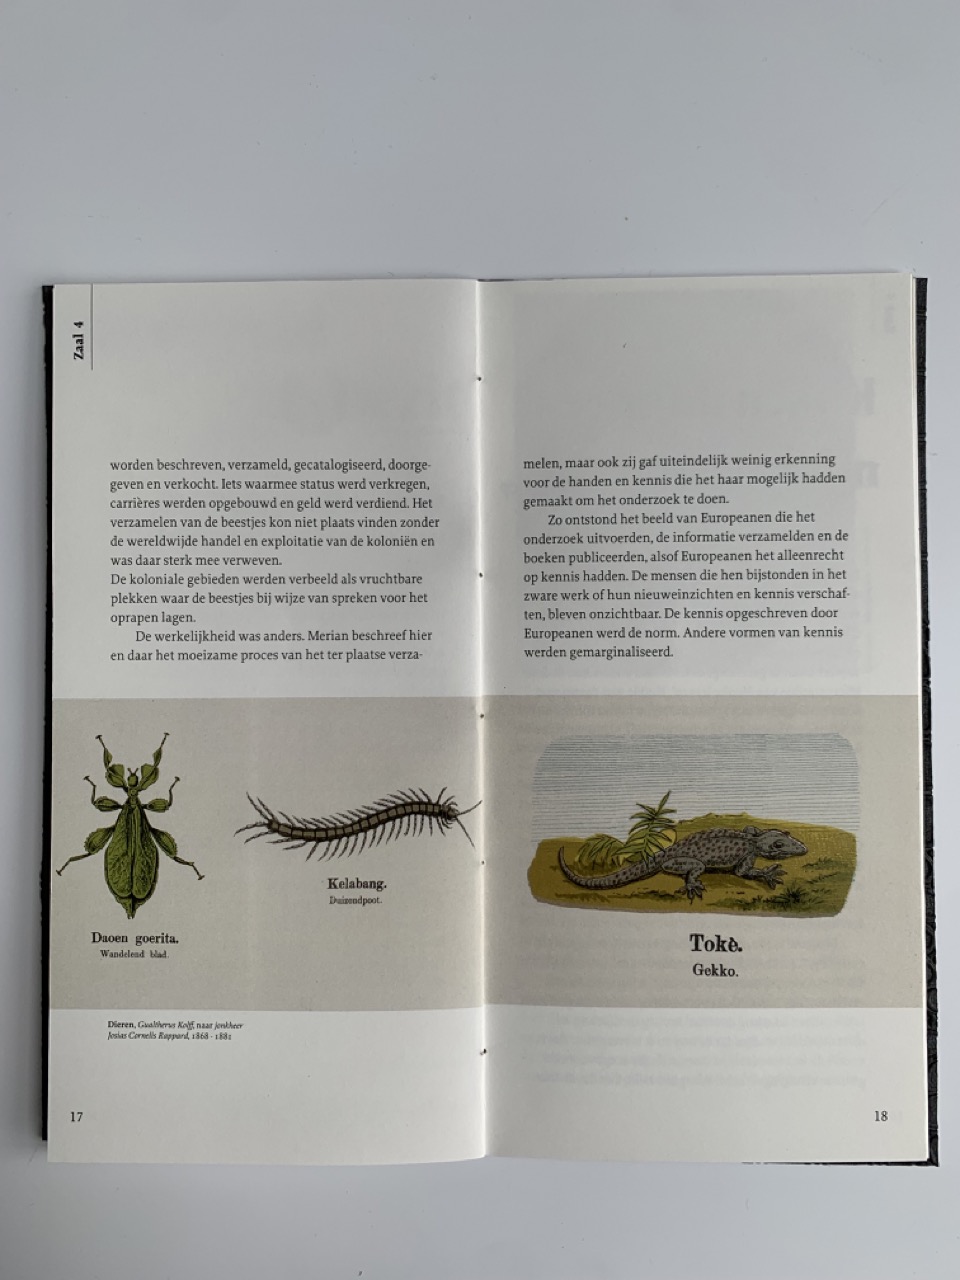 Zaal 4
worden beschreven, verzameld, gecatalogiseerd, doorge-
geven en verkocht. Iets waarmee status werd verkregen,
carrières werden opgebouwd en geld werd verdiend. Het
verzamelen van de beestjes kon niet plaats vinden zonder
de wereldwijde handel en exploitatie van de koloniën en
was daar sterk mee verweven.
De koloniale gebieden werden verbeeld als vruchtbare
plekken waar de beestjes bij wijze van spreken voor het
oprapen lagen.
De werkelijkheid was anders. Merian beschreef hier
en daar het moeizame proces van het ter plaatse verza-
Daoen goerita.
Wandelend blad.
Kelabang.
Duizendpoot.
Dieren, Gualtherus Kolff, naar jonkheer
Josias Cornelis Rappard, 1868 - 1881
17
melen, maar ook zij gaf uiteindelijk weinig erkenning
voor de handen en kennis die het haar mogelijk hadden
gemaakt om het onderzoek te doen.
Zo ontstond het beeld van Europeanen die het
onderzoek uitvoerden, de informatie verzamelden en de
boeken publiceerden, alsof Europeanen het alleenrecht
op kennis hadden. De mensen die hen bijstonden in het
zware werk of hun nieuweinzichten en kennis verschaf-
ten, bleven onzichtbaar. De kennis opgeschreven door
Europeanen werd de norm. Andere vormen van kennis
werden gemarginaliseerd.
Tokè.
Gekko.
18